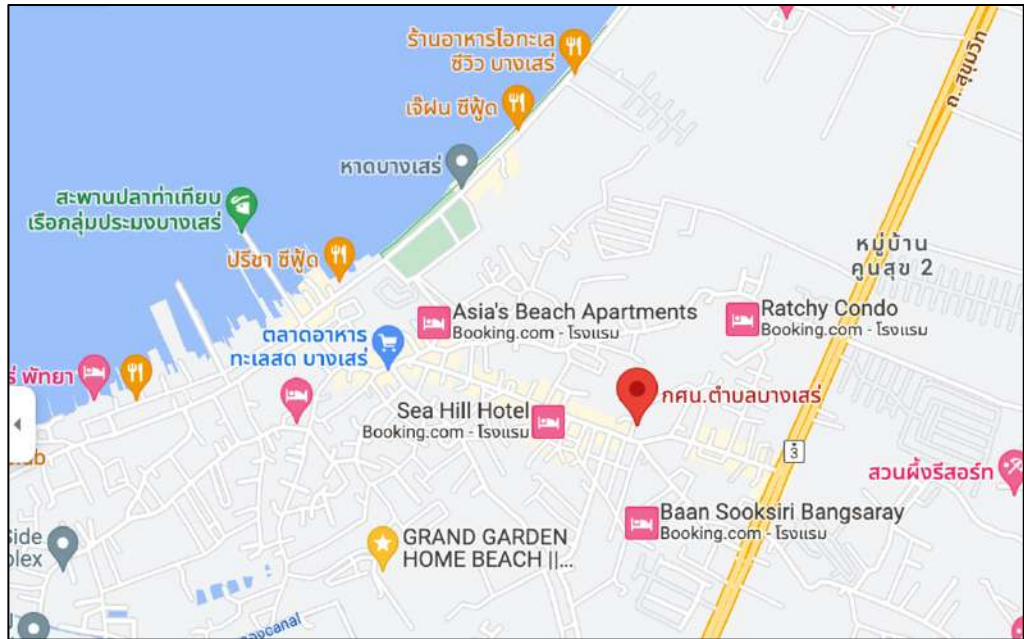 ร้านอาหารไอทะเล
ซีวิว บางเสร่
เจ๊ฝน ซีฟู้ด
หาดบางเสร่
ถ. สุขุมวิท
สะพานปลาท่าเทียบ
เรือกลุ่มประมงบางเสร่
ปรีชา ซีฟู้ด
หมู่บ้าน
คูนสุข 2
Asia's Beach Apartments
Booking.com - โรงแรม
Ratchy Condo
Booking.com - โรงแรม
ตลาดอาหาร
ทะเลสด บางเสร่
ร่ พัทยา
กศน.ตำบลบางเสร่
Sea Hill Hotel
Booking.com - โรงแรม
3
สวนผึ้งรีสอร์ท
Baan Sooksiri Bangsaray
Booking.com - โรงแรม
Side
plex
GRAND GARDEN
HOME BEACH ||...